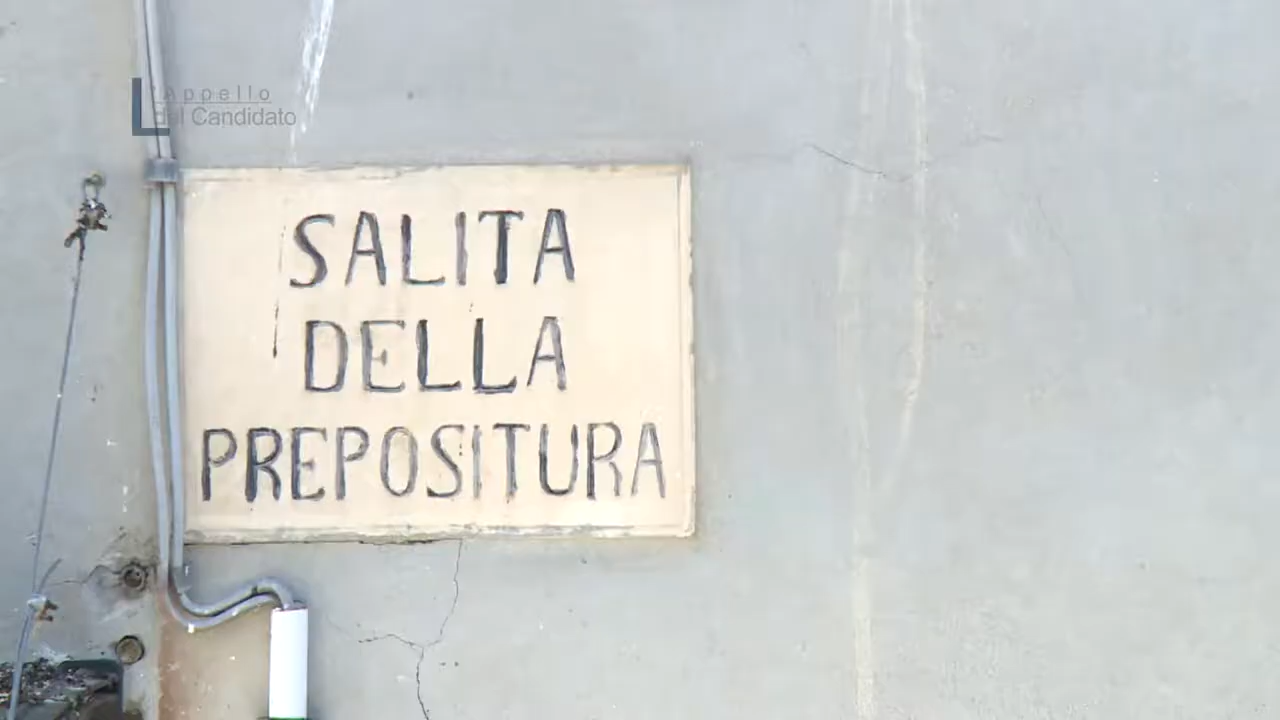 L'Appello
del Candidato
SALITA
DELLA
PREPOSITURA